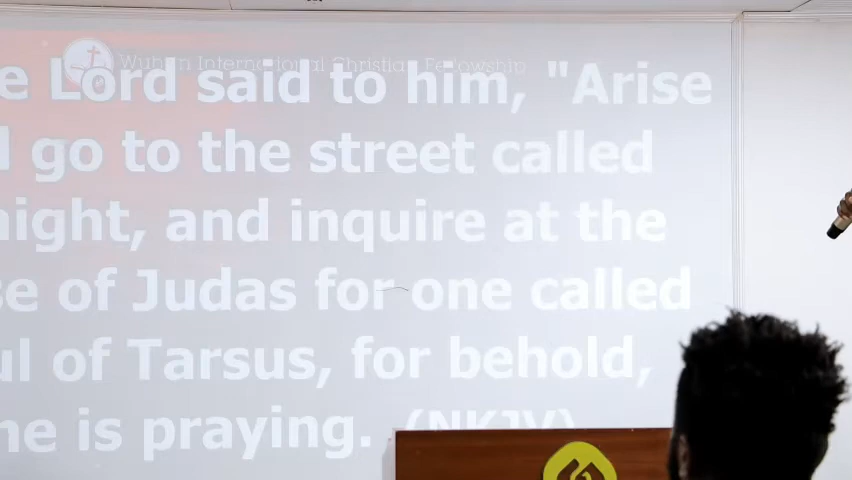 Wuhan International Christian Fellowship
e Lord said to him, "Arise
l go to the street called
aight, and inquire at the
se of Judas for one called
ul of Tarsus, for behold,
he is praying. (NKJV)